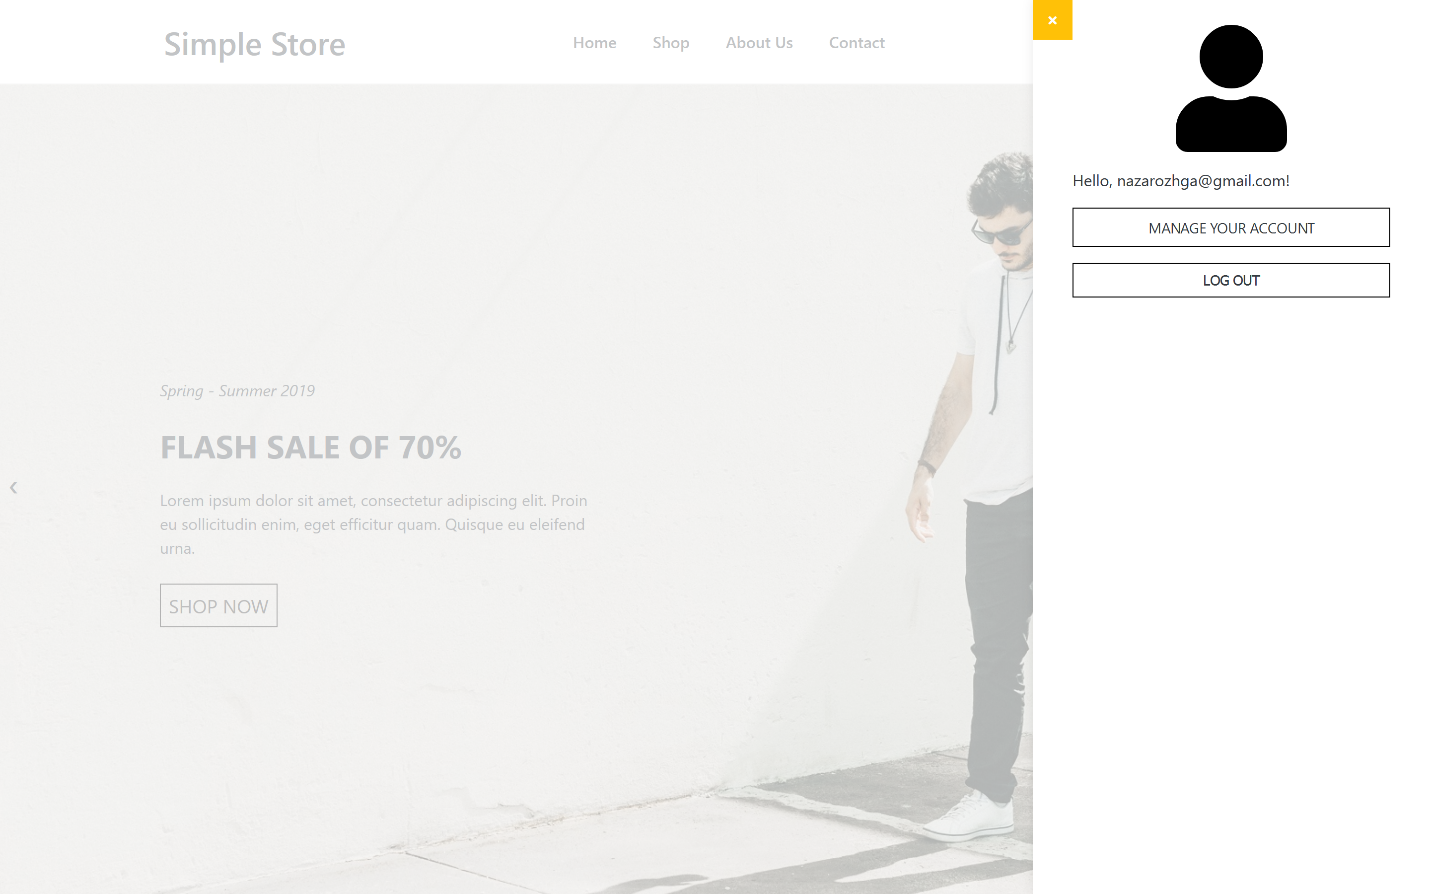 Simple Store
Home
Shop
About Us
Contact
Spring - Summer 2019
FLASH SALE OF 70%
Lorem ipsum dolor sit amet, consectetur adipiscing elit. Proin
eu sollicitudin enim, eget efficitur quam. Quisque eu eleifend
urna.
SHOP NOW
Hello, nazarozhga@gmail.com!
MANAGE YOUR ACCOUNT
LOG OUT